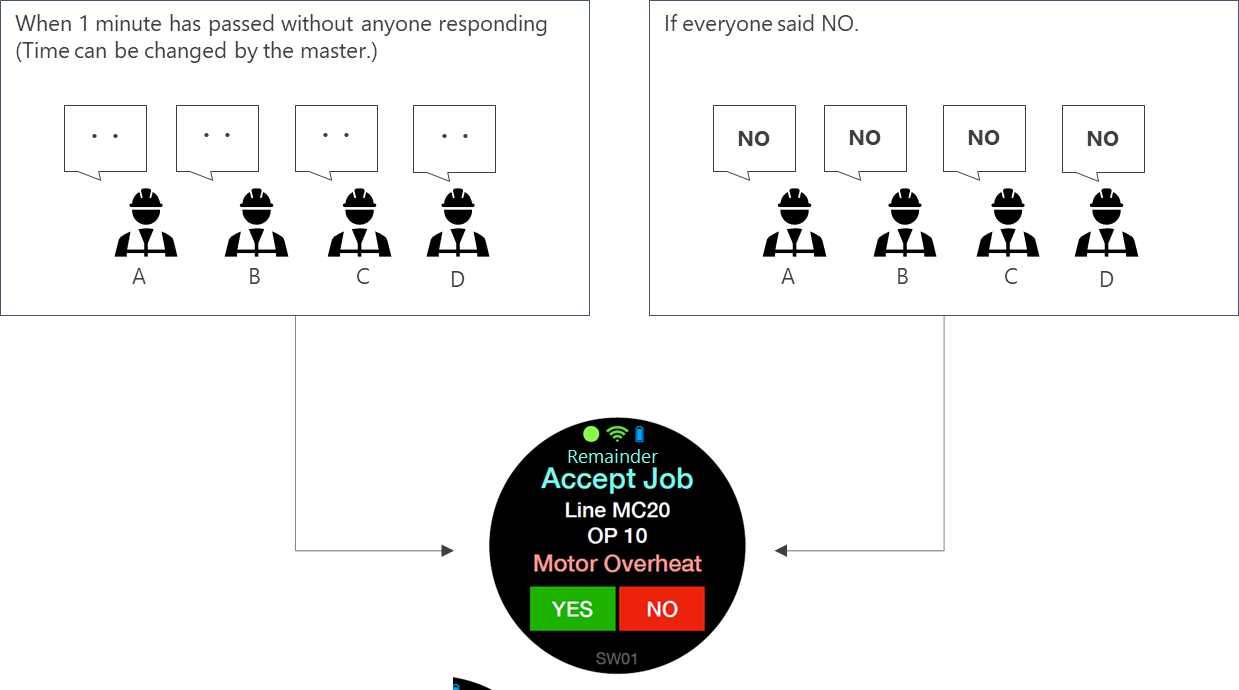 When 1 minute has passed without anyone responding
(Time can be changed by the master.)
If everyone said NO.
. .
. .
. .
. .
NO
NO
NO
NO
A
B
C
D
A
B
C
D
Remainder
Accept Job
Line MC20
OP 10
Motor Overheat
YES
NO
SW01